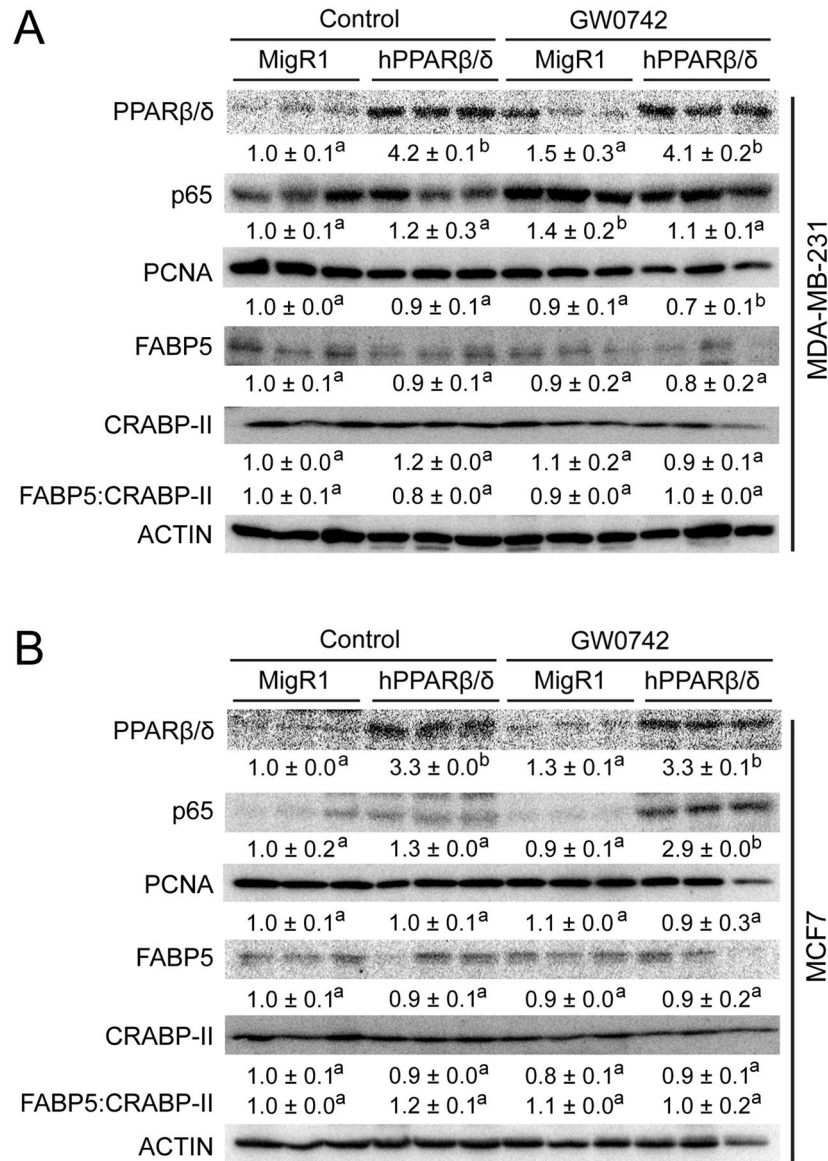 A
Control GW0742
MigR1 hPPARβ/δ MigR1 hPPARβ/δ
PPARβ/δ
1.0 ± 0.1a 4.2 ± 0.1b 1.5 ± 0.3a 4.1 ± 0.2b
p65
1.0 ± 0.1a 1.2 ± 0.3a 1.4 ± 0.2b 1.1 ± 0.1a
PCNA
1.0 ± 0.0a 0.9 ± 0.1a 0.9 ± 0.1a 0.7 ± 0.1b
FABP5
1.0 ± 0.1a 0.9 ± 0.1a 0.9 ± 0.2a 0.8 ± 0.2a
CRABP-II
1.0 ± 0.0a 1.2 ± 0.0a 1.1 ± 0.2a 0.9 ± 0.1a
FABP5:CRABP-II 1.0 ± 0.1a 0.8 ± 0.0a 0.9 ± 0.0a 1.0 ± 0.0a
ACTIN
MDA-MB-231
B
Control GW0742
MigR1 hPPARβ/δ MigR1 hPPARβ/δ
PPARβ/δ
1.0 ± 0.0a 3.3 ± 0.0b 1.3 ± 0.1a 3.3 ± 0.1b
p65
1.0 ± 0.2a 1.3 ± 0.0a 0.9 ± 0.1a 2.9 ± 0.0b
PCNA
1.0 ± 0.1a 1.0 ± 0.1a 1.1 ± 0.0a 0.9 ± 0.3a
FABP5
1.0 ± 0.1a 0.9 ± 0.1a 0.9 ± 0.0a 0.9 ± 0.2a
CRABP-II
1.0 ± 0.1a 0.9 ± 0.0a 0.8 ± 0.1a 0.9 ± 0.1a
FABP5:CRABP-II 1.0 ± 0.0a 1.2 ± 0.1a 1.1 ± 0.0a 1.0 ± 0.2a
ACTIN
MCF7